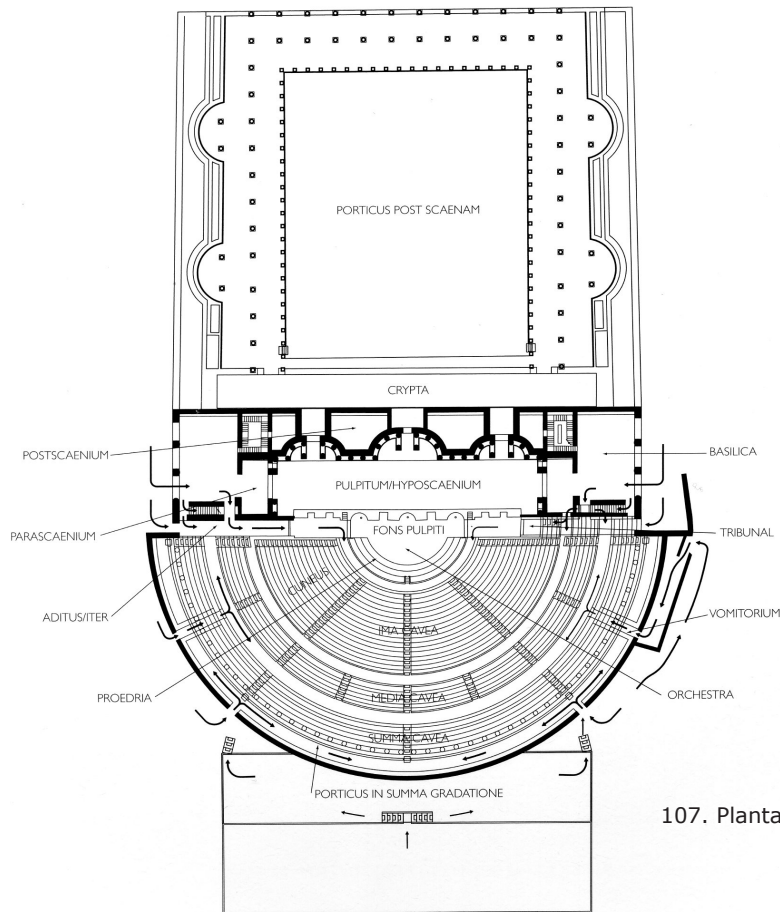 PORTICUS POST SCAENAM
CRYPTA
POSTSCAENIUM
BASILICA
PULPITUM/HYPOSCAENIUM
PARASCAENIUM
FONS PULPITI
TRIBUNAL
ADITUS/ITER
CUNEUS
VOMITORIUM
IMA CAVEA
PROEDRIA
MEDIA CAVEA
ORCHESTRA
SUMMA CAVEA
PORTICUS IN SUMMA GRADATIONE
107. Planta